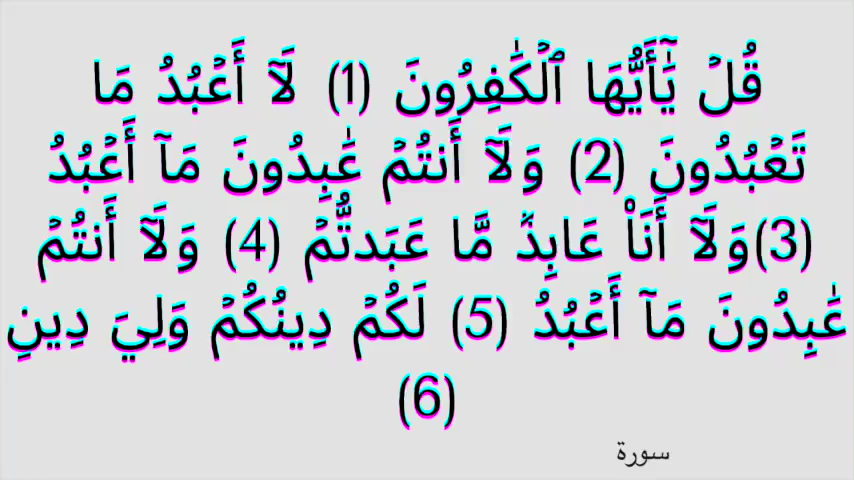 قُلۡ يَٰٓأَيُّهَا ٱلۡكَٰفِرُونَ (1) لَآ أَعۡبُدُ مَا
تَعۡبُدُونَ (2) وَلَآ أَنتُمۡ عَٰبِدُونَ مَآ أَعۡبُدُ
(3)وَلَآ أَنَا۠ عَابِدٞ مَّا عَبَدتُّمۡ (4) وَلَآ أَنتُمۡ
عَٰبِدُونَ مَآ أَعۡبُدُ (5) لَكُمۡ دِينُكُمۡ وَلِيَ دِينِ
(6)
سورة